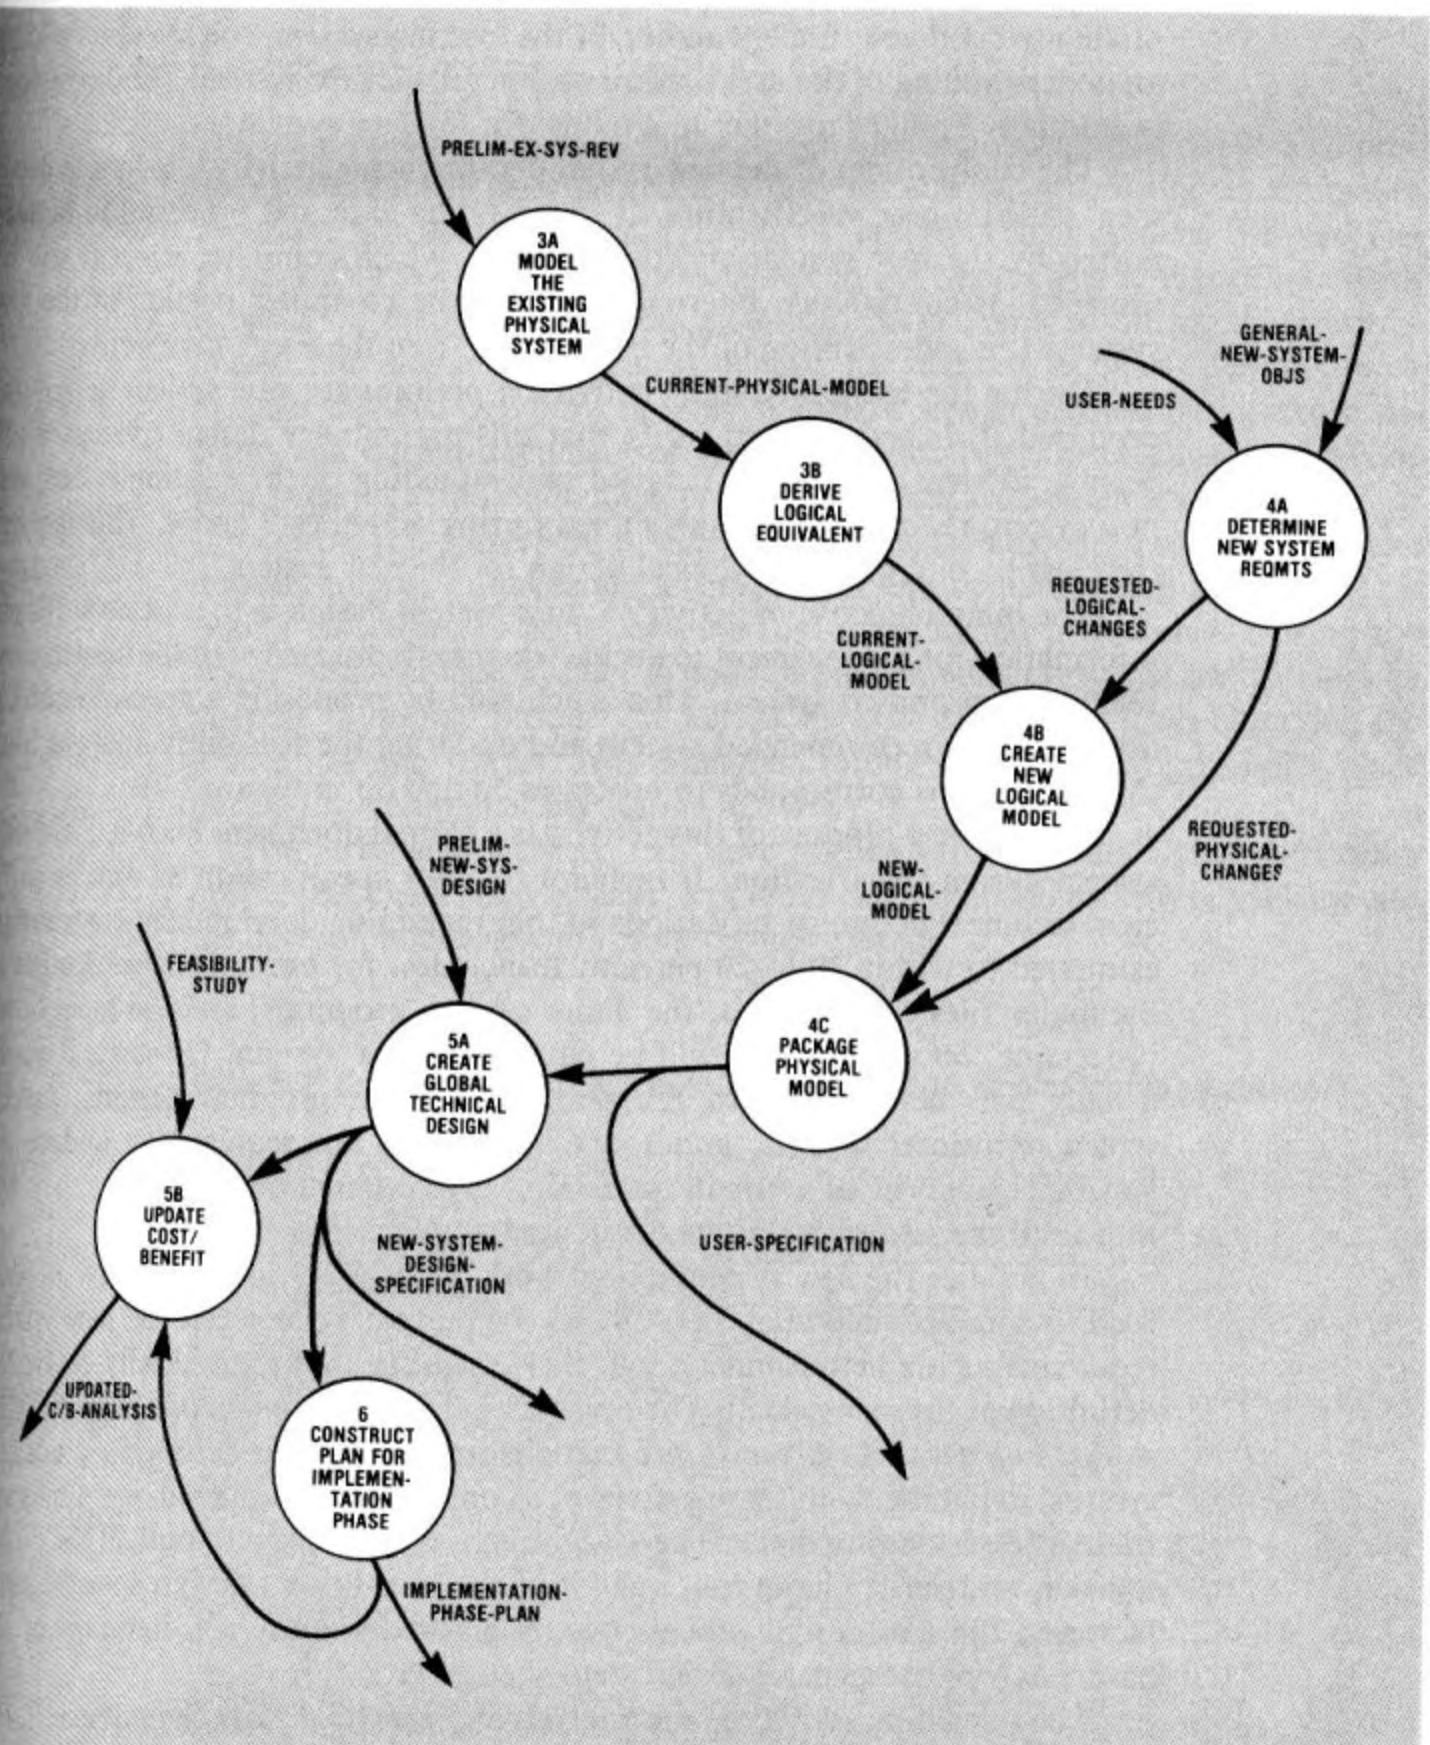 PRELIM-EX-SYS-REV
3A
MODEL
THE
EXISTING
PHYSICAL
SYSTEM
CURRENT-PHYSICAL-MODEL
GENERAL-
NEW-SYSTEM-
OBJS
USER-NEEDS
3B
DERIVE
LOGICAL
EQUIVALENT
4A
DETERMINE
NEW SYSTEM
REQMTS
REQUESTED-
LOGICAL-
CHANGES
CURRENT-
LOGICAL-
MODEL
4B
CREATE
NEW
LOGICAL
MODEL
REQUESTED-
PHYSICAL-
CHANGES
NEW-
LOGICAL-
MODEL
PRELIM-
NEW-SYS-
DESIGN
FEASIBILITY-
STUDY
4C
PACKAGE
PHYSICAL
MODEL
5A
CREATE
GLOBAL
TECHNICAL
DESIGN
5B
UPDATE
COST/
BENEFIT
NEW-SYSTEM-
DESIGN-
SPECIFICATION
USER-SPECIFICATION
UPDATED-
C/B-ANALYSIS
6
CONSTRUCT
PLAN FOR
IMPLEMEN-
TATION
PHASE
IMPLEMENTATION-
PHASE-PLAN